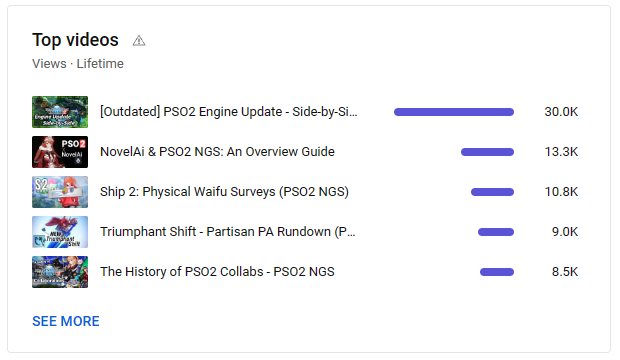 Top videos
Views · Lifetime
Engine Update
Side-by-Side
[Outdated] PSO2 Engine Update - Side-by-Si...
30.0K
PSO2
NovelAi
NovelAi & PSO2 NGS: An Overview Guide
13.3K
S2
Ship 2: Physical Waifu Surveys (PSO2 NGS)
10.8K
NEW
Triumphant
Shift
Triumphant Shift - Partisan PA Rundown (P...
9.0K
The History of PSO2 Collabs - PSO2 NGS
8.5K
SEE MORE